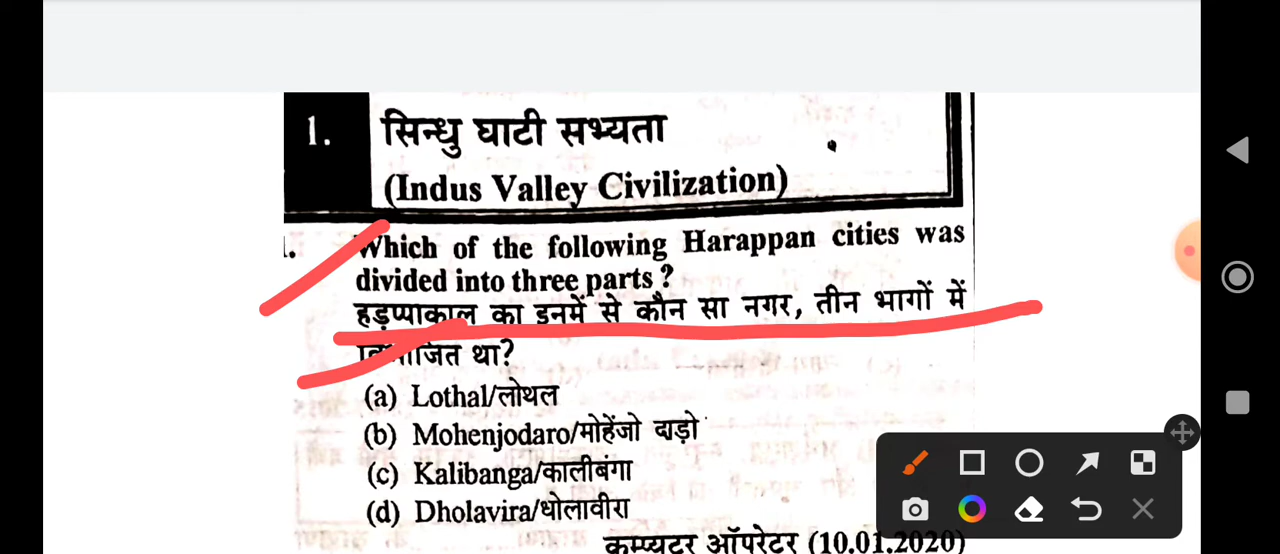 1. सिन्धु घाटी सभ्यता
(Indus Valley Civilization)
Which of the following Harappan cities was
divided into three parts ?
हड़प्पाकाल का इनमें से कौन सा नगर, तीन भागों में
था?
(a) Lothal/लोथल
(b) Mohenjodaro/मोहेंजो दाड़ो
(c) Kalibanga/कालीबंगा
(d) Dholavira/धोलावीरा
कम्प्यूटर ऑपरेटर (10.01.2020)